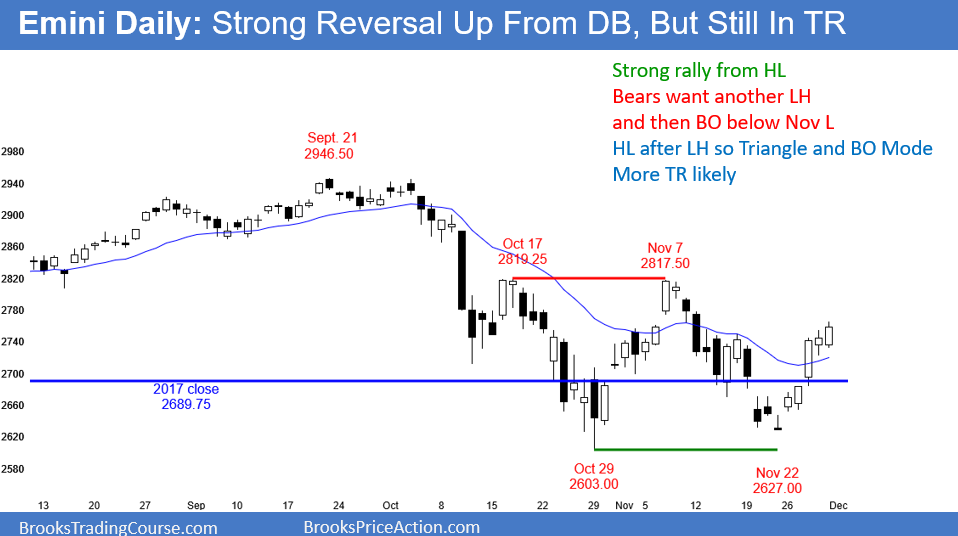 Emini Daily: Strong Reversal Up From DB, But Still In TR
Strong rally from HL
Bears want another LH
and then BO below Nov L
HL after LH so Triangle and BO Mode
More TR likely
Sept. 21
2946.50
Oct 17
2819.25
Nov 7
2817.50
2017 close
2689.75
Oct 29
2603.00
Nov 22
2627.00
2980
2940
2900
2860
2820
2780
2740
2700
2660
2620
2580
13 20 27 Sep 10 17 24 Oct 8 15 22 29 Nov 5 12 19 26 Dec
BrooksTradingCourse.com BrooksPriceAction.com